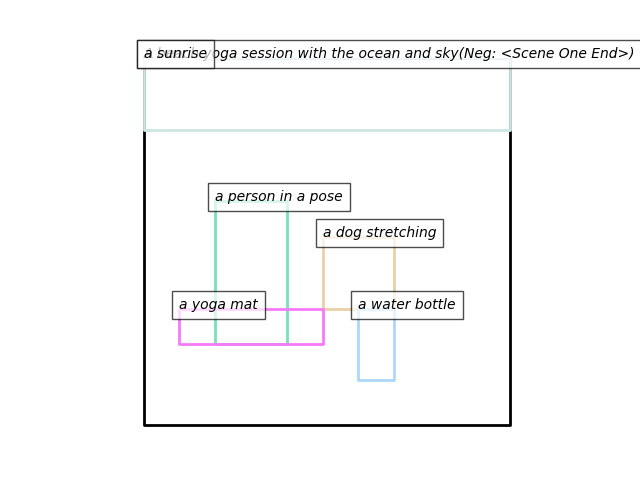 a sunrise yoga session with the ocean and sky(Neg: <Scene One End>)
a person in a pose
a dog stretching
a yoga mat
a water bottle